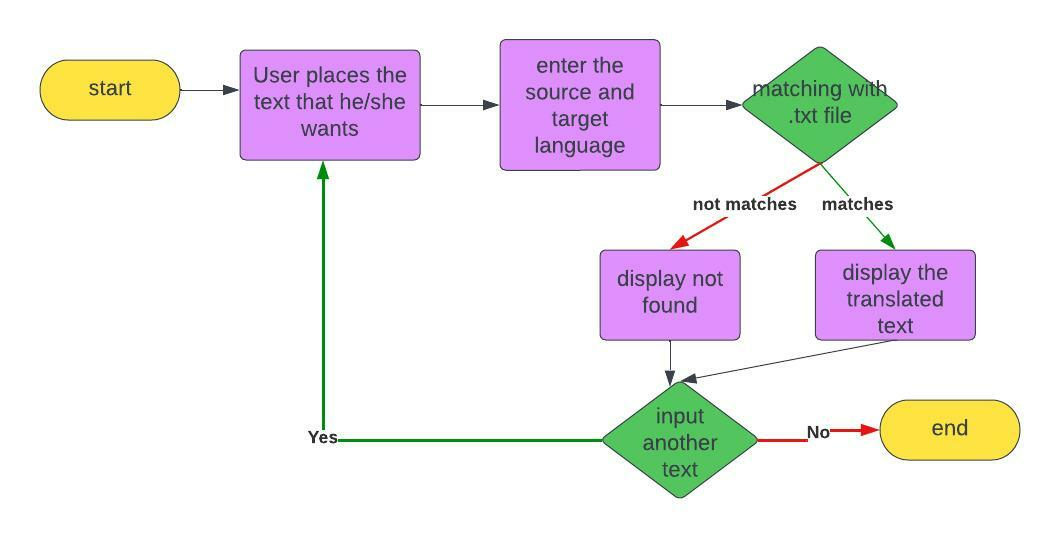 start
User places the
text that he/she
wants
enter the
source and
target
language
matching with
.txt file
not matches
matches
display not
found
display the
translated
text
input
another
text
Yes
No
end